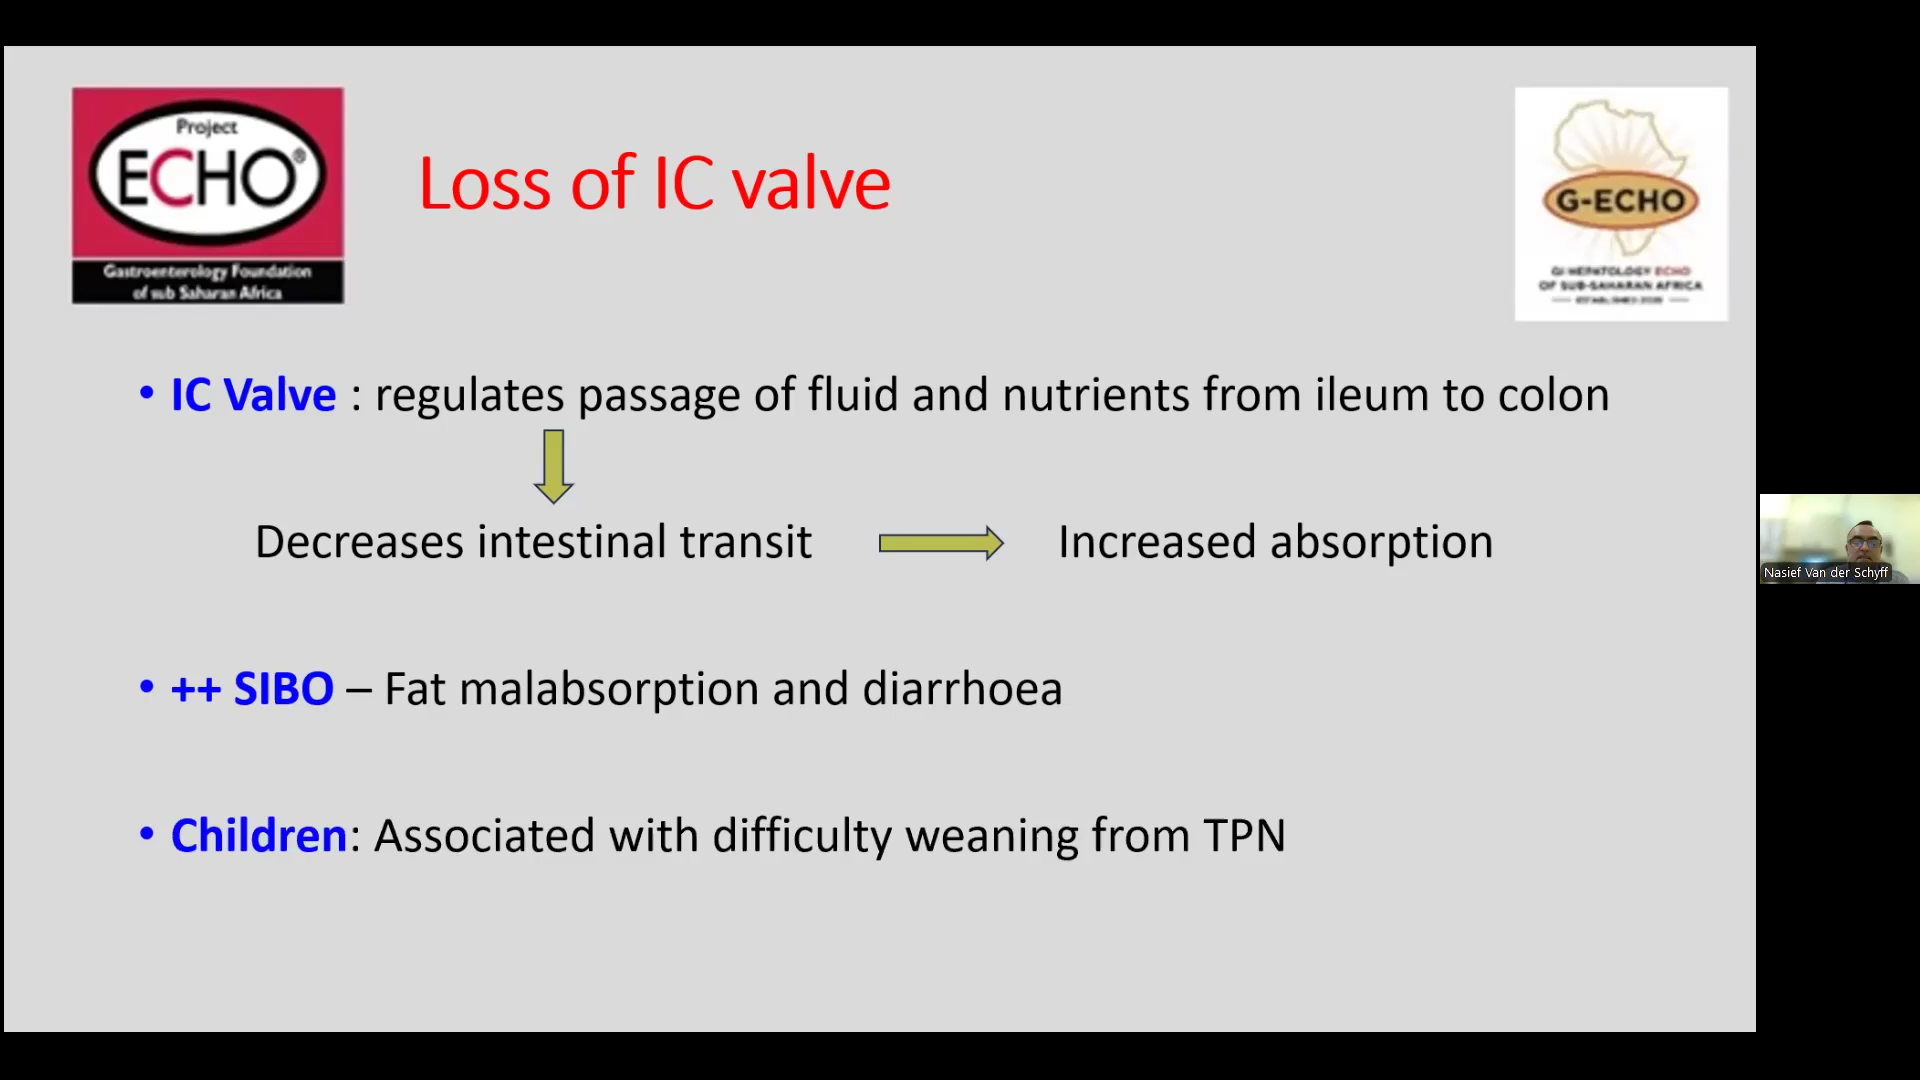 Project
ECHO®
Gastroenterology Foundation
of sub Saharan Africa
Loss of IC valve
G-ECHO
GI HEPATOLOGY ECHO
OF SUB-SAHARAN AFRICA
• IC Valve : regulates passage of fluid and nutrients from ileum to colon
Decreases intestinal transit
Increased absorption
• ++ SIBO – Fat malabsorption and diarrhoea
• Children: Associated with difficulty weaning from TPN
Nasief Van der Schyff